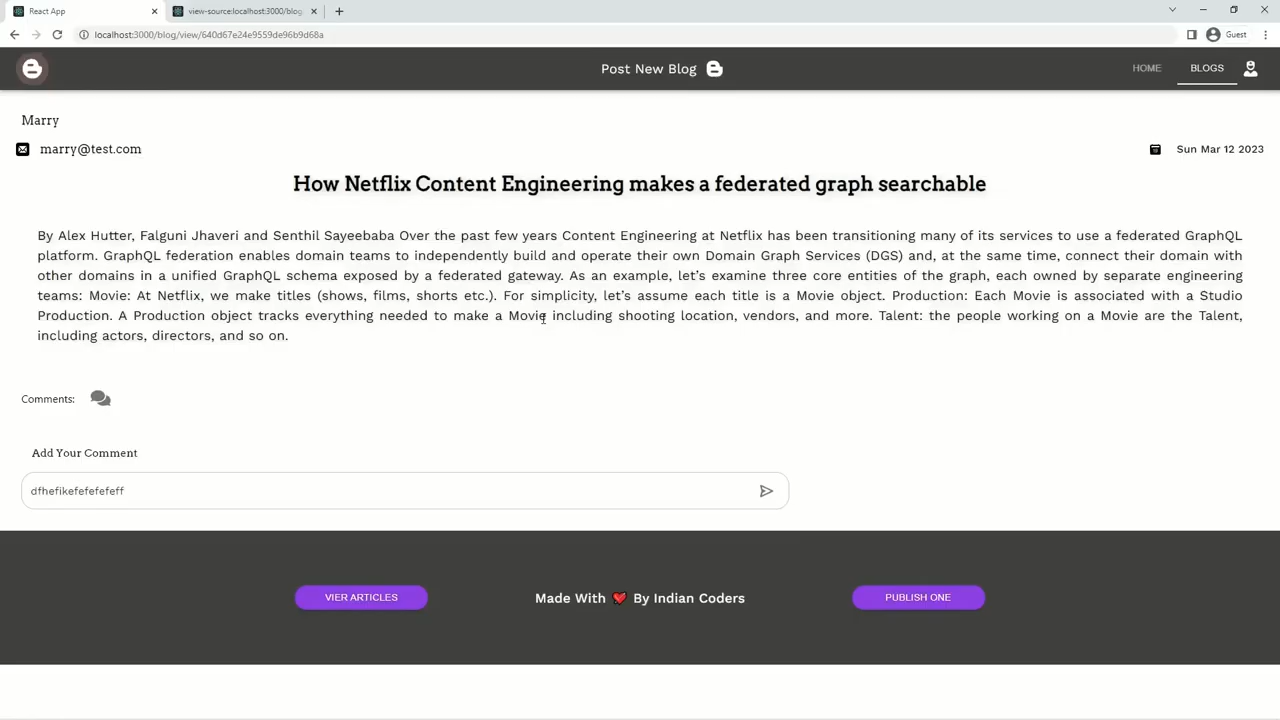 React App
view-source:localhost:3000/blog
localhost:3000/blog/view/640d67e24e9559de96b9d68a
Guest
Post New Blog
HOME
BLOGS
Marry
marry@test.com
Sun Mar 12 2023
How Netflix Content Engineering makes a federated graph searchable
By Alex Hutter, Falguni Jhaveri and Senthil Sayeebaba Over the past few years Content Engineering at Netflix has been transitioning many of its services to use a federated GraphQL
platform. GraphQL federation enables domain teams to independently build and operate their own Domain Graph Services (DGS) and, at the same time, connect their domain with
other domains in a unified GraphQL schema exposed by a federated gateway. As an example, let’s examine three core entities of the graph, each owned by separate engineering
teams: Movie: At Netflix, we make titles (shows, films, shorts etc.). For simplicity, let’s assume each title is a Movie object. Production: Each Movie is associated with a Studio
Production. A Production object tracks everything needed to make a Movie including shooting location, vendors, and more. Talent: the people working on a Movie are the Talent,
including actors, directors, and so on.
Comments:
Add Your Comment
dfhefikefefefefeff
VIER ARTICLES
Made With ❤️ By Indian Coders
PUBLISH ONE